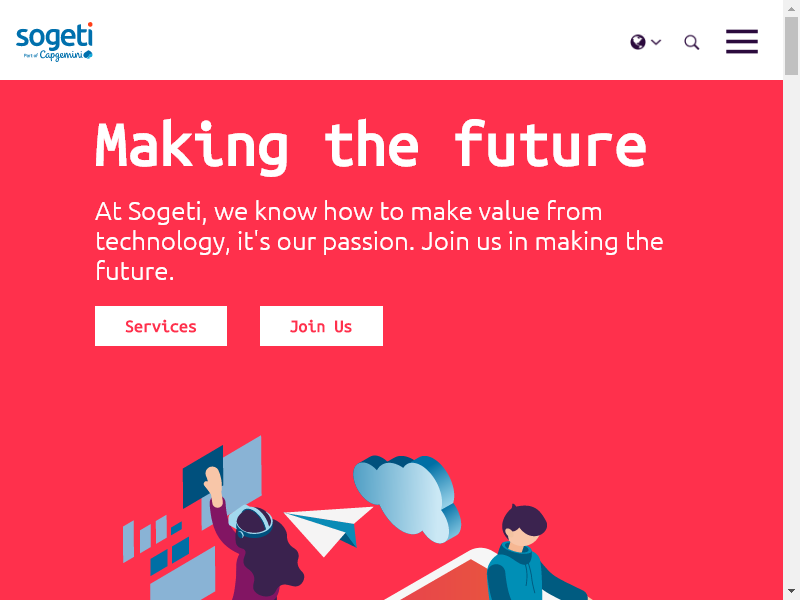 sogeti
Part of Capgemini
Making the future
At Sogeti, we know how to make value from
technology, it's our passion. Join us in making the
future.
Services
Join Us